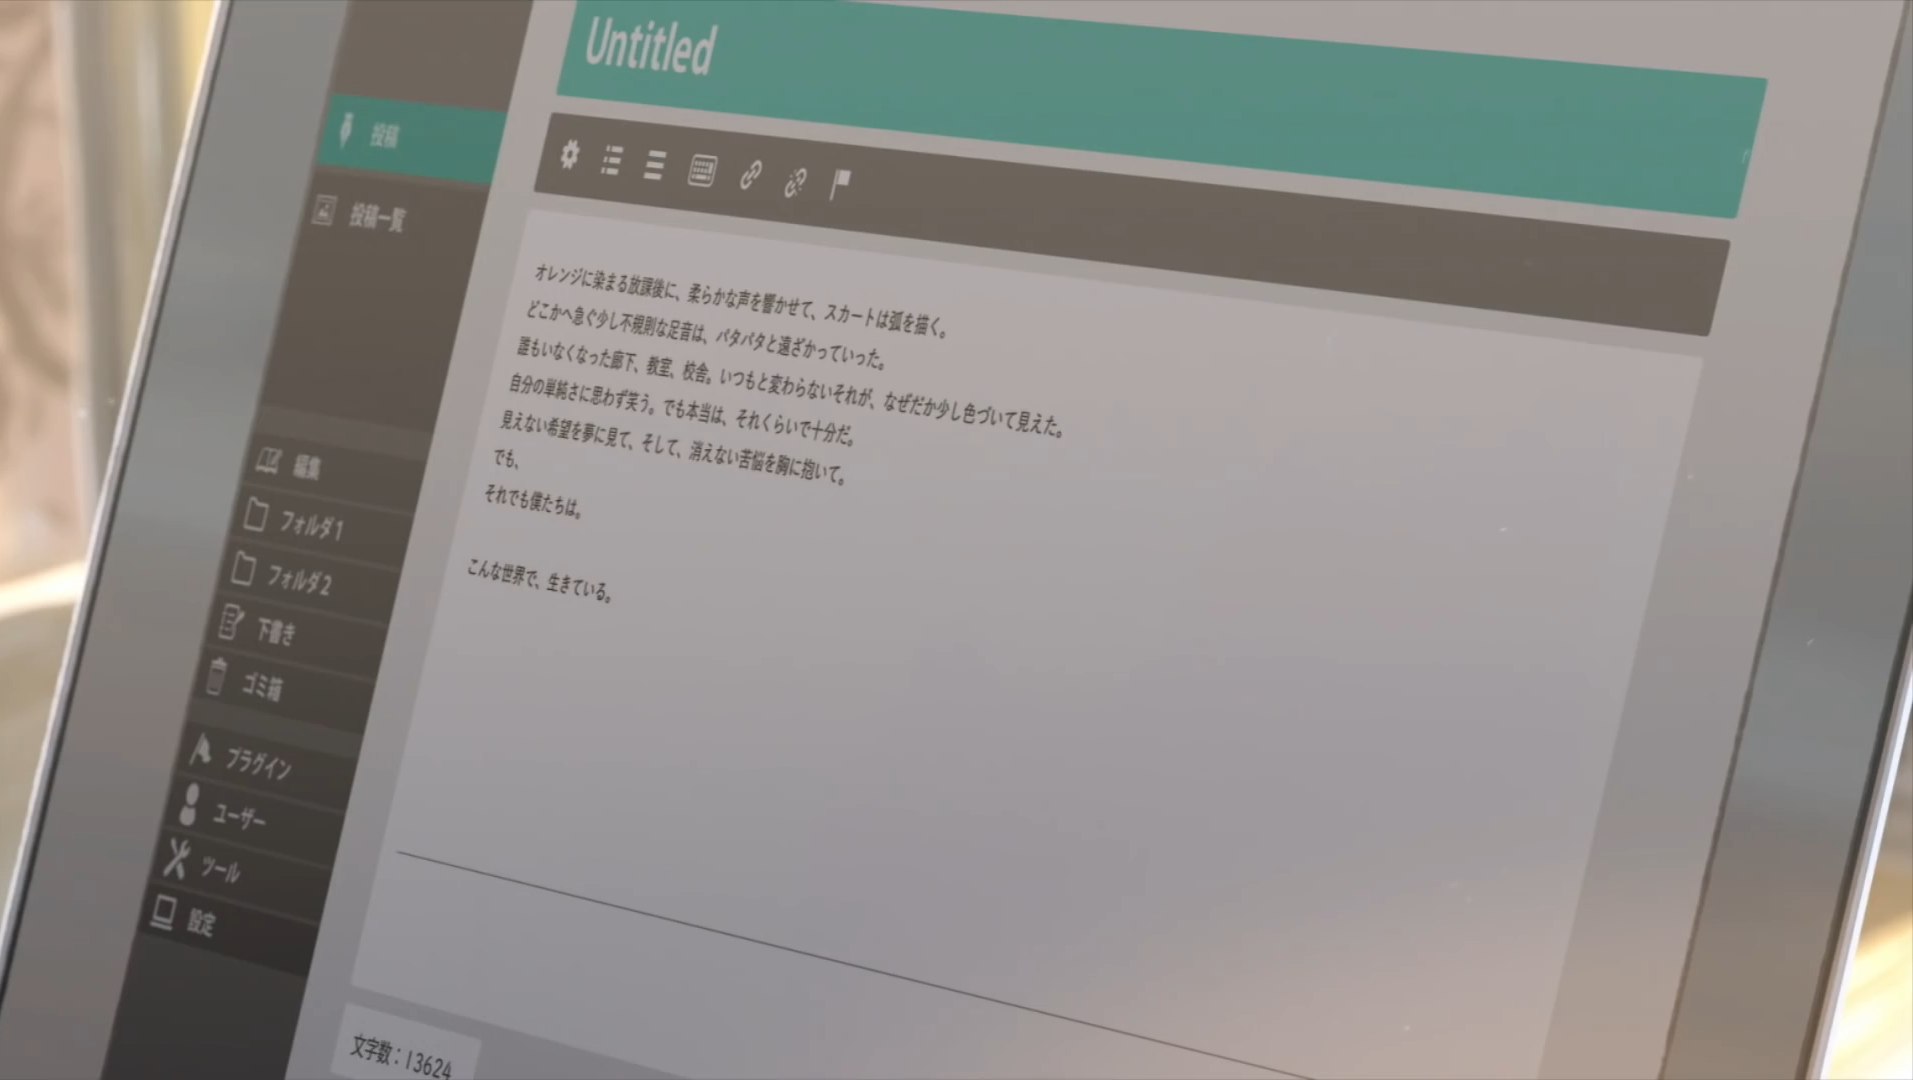 Untitled
投稿
投稿一覧
オレンジに染まる放課後に、柔らかな声を響かせて、スカートは弧を描く。
どこかへ急ぐ少し不規則な足音は、パタパタと遠ざかっていった。
誰もいなくなった廊下、教室、校舎。いつもと変わらないそれが、なぜだか少し色づいて見えた。
自分の単純さに思わず笑う。でも本当は、それくらいで十分だ。
見えない希望を夢に見て、そして、消えない苦悩を胸に抱いて。
でも、
それでも僕たちは。
こんな世界で、生きている。
編集
フォルダ1
フォルダ2
下書き
ゴミ箱
プラグイン
ユーザー
ツール
設定
文字数：13624